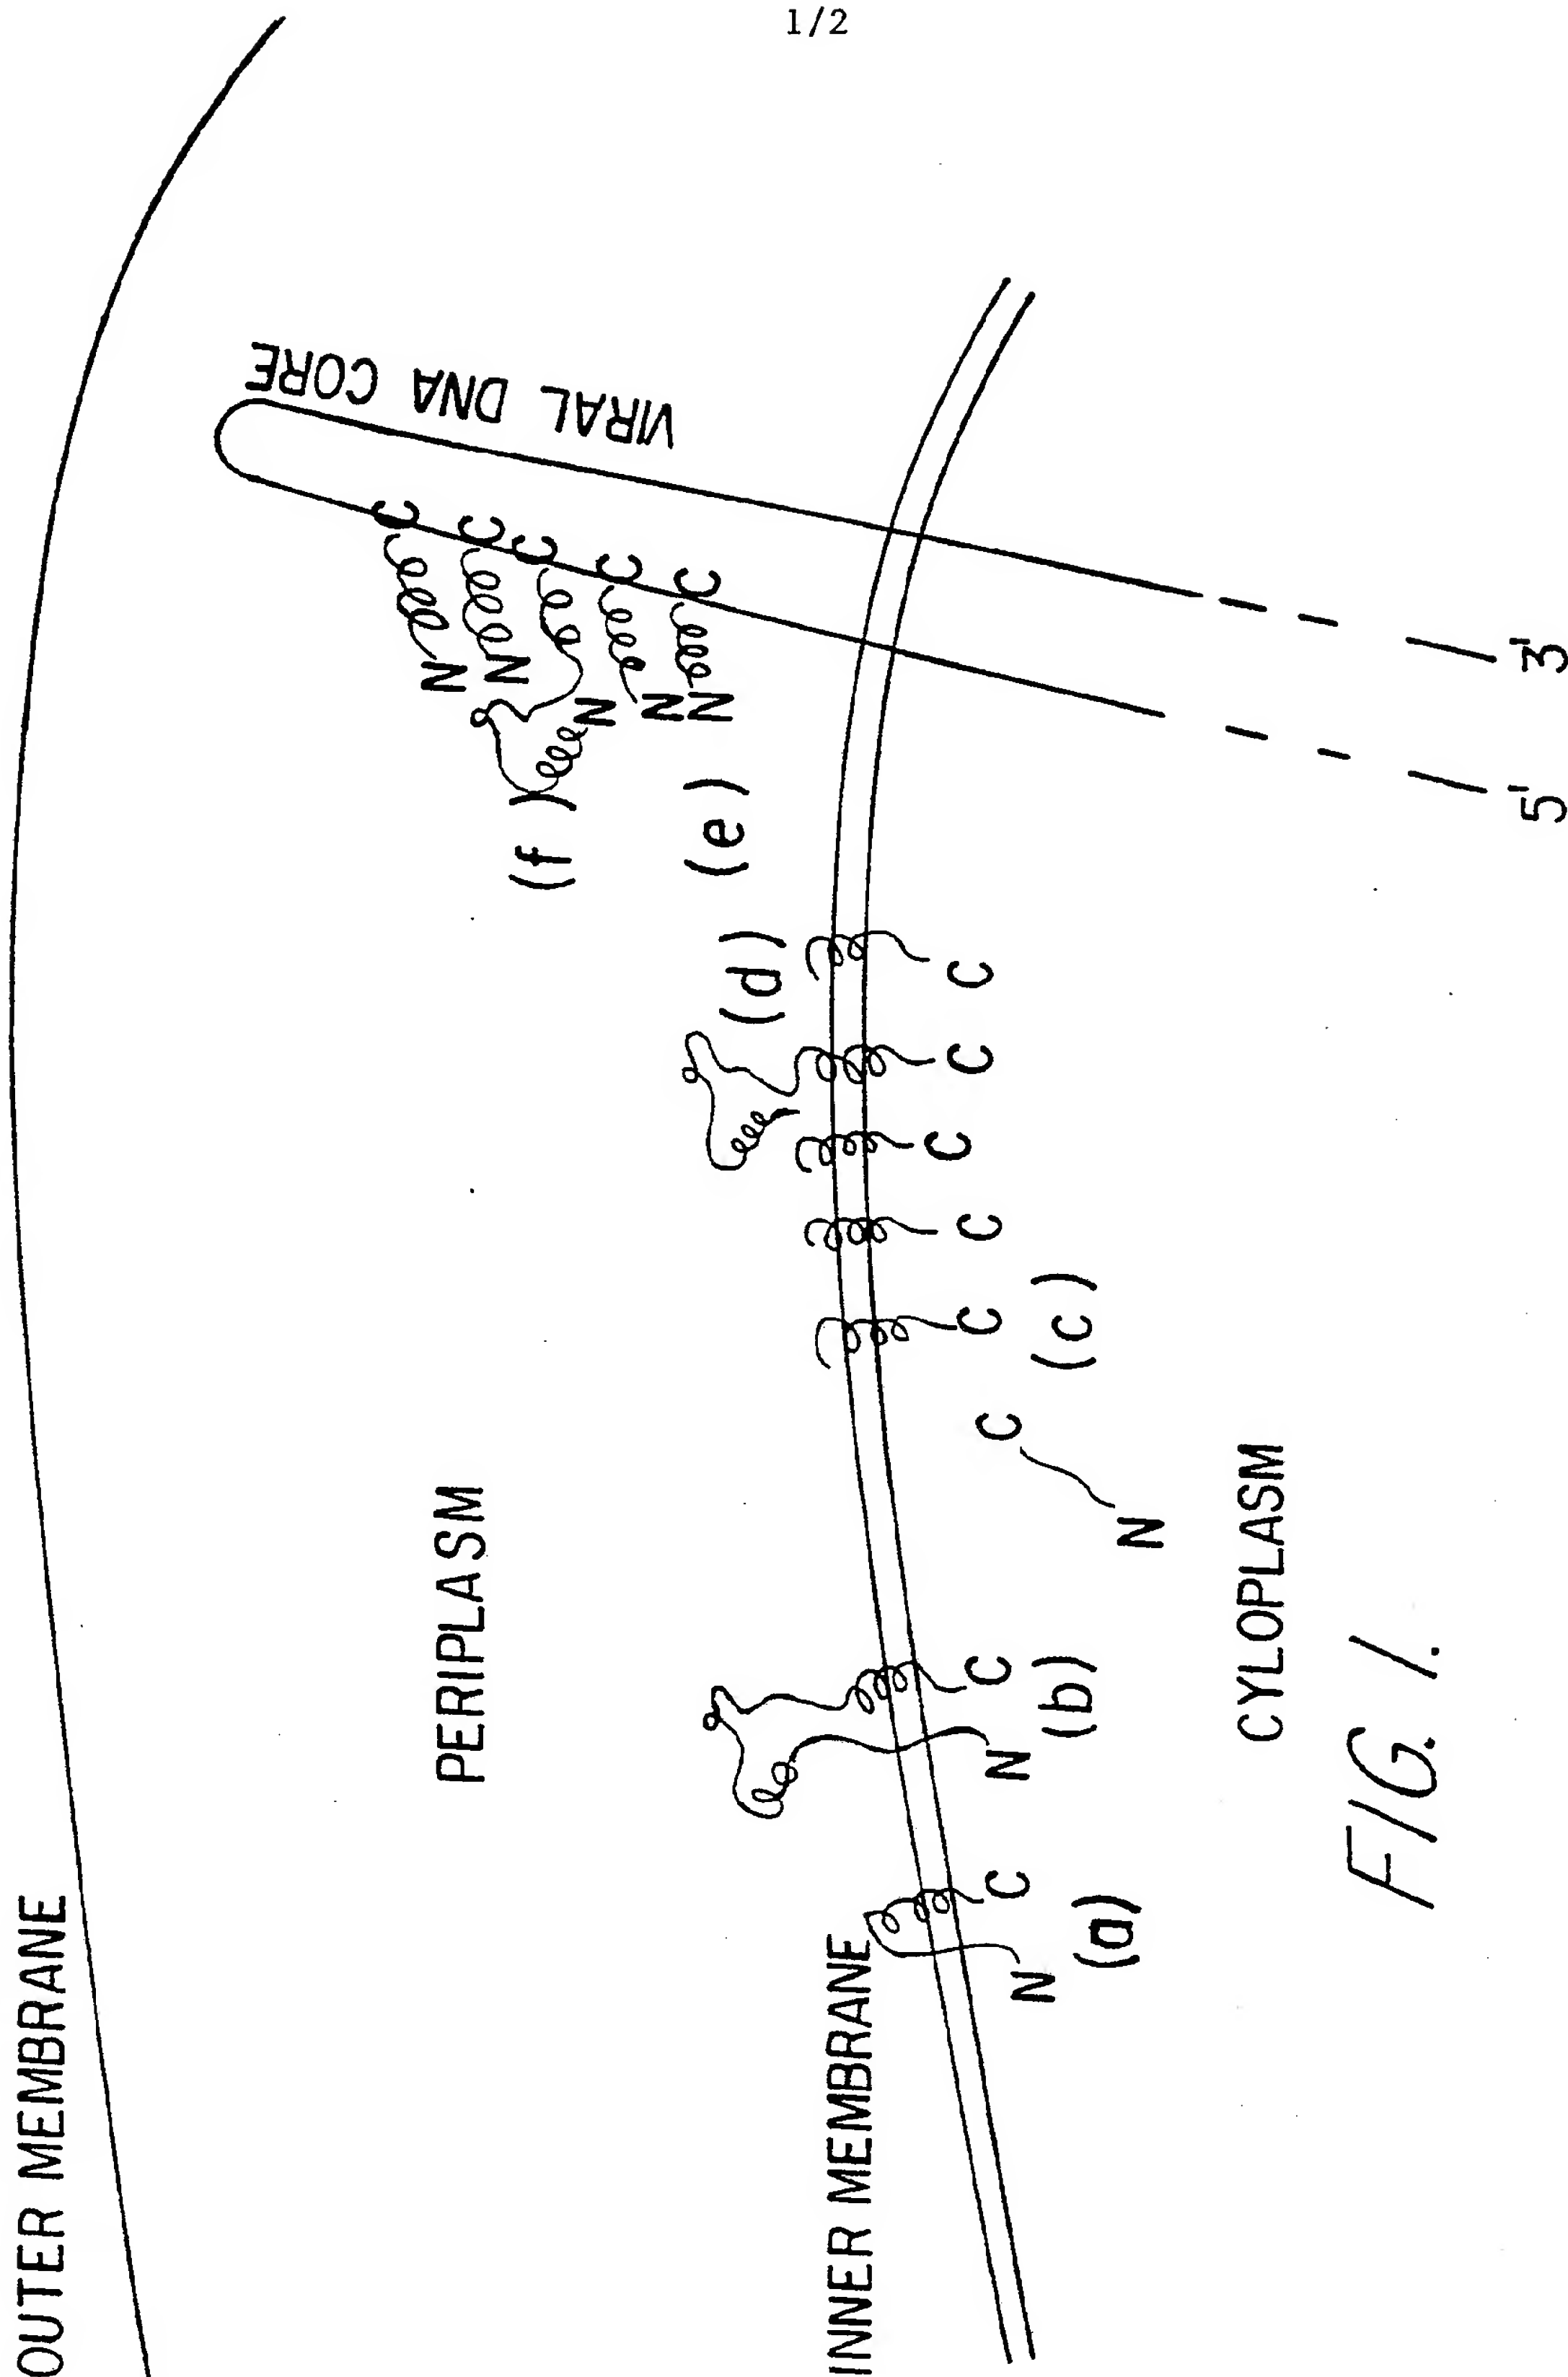 1/2
OUTER MEMBRANE
VIRAL DNA CORE
C
C
C
C
C
N
N
N
N
N
(f)
(e)
PERIPLASM
(d)
INNER MEMBRANE
C
C
C
C
C
(c)
C
N
N
C
(b)
N
C
(a)
CYLOPLASM
5'
3'
FIG. 1.